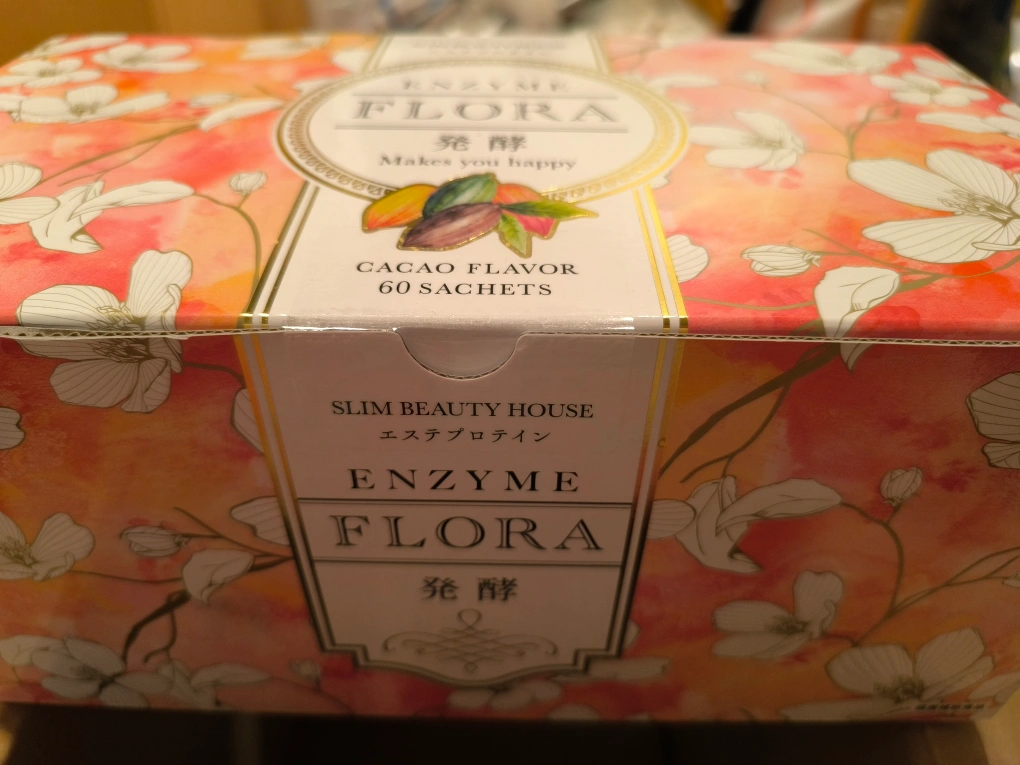 ENZYME
FLORA
発酵
Makes you happy
CACAO FLAVOR
60 SACHETS
SLIM BEAUTY HOUSE
エステプロテイン
ENZYME
FLORA
発酵